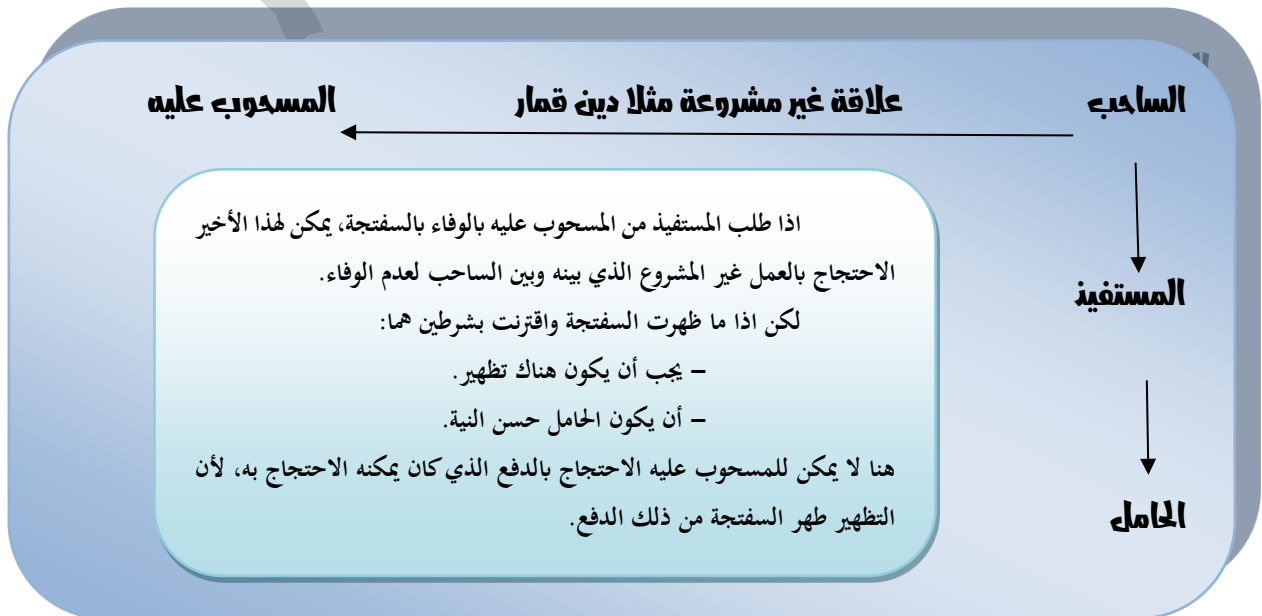 الساحب علاقة غير مشروعة مثلا دين قمار المسحوب عليه
اذا طلب المستفيذ من المسحوب عليه بالوفاء بالسفتجة، يمكن لهذا الأخير
الاحتجاج بالعمل غير المشروع الذي بينه وبين الساحب لعدم الوفاء.
المستفيذ
لكن اذا ما ظهرت السفتجة واقترنت بشرطين هما:
– يجب أن يكون هناك تظهير.
– أن يكون الحامل حسن النية.
هنا لا يمكن للمسحوب عليه الاحتجاج بالدفع الذي كان يمكنه الاحتجاج به، لأن
التظهير طهر السفتجة من ذلك الدفع.
الحامل